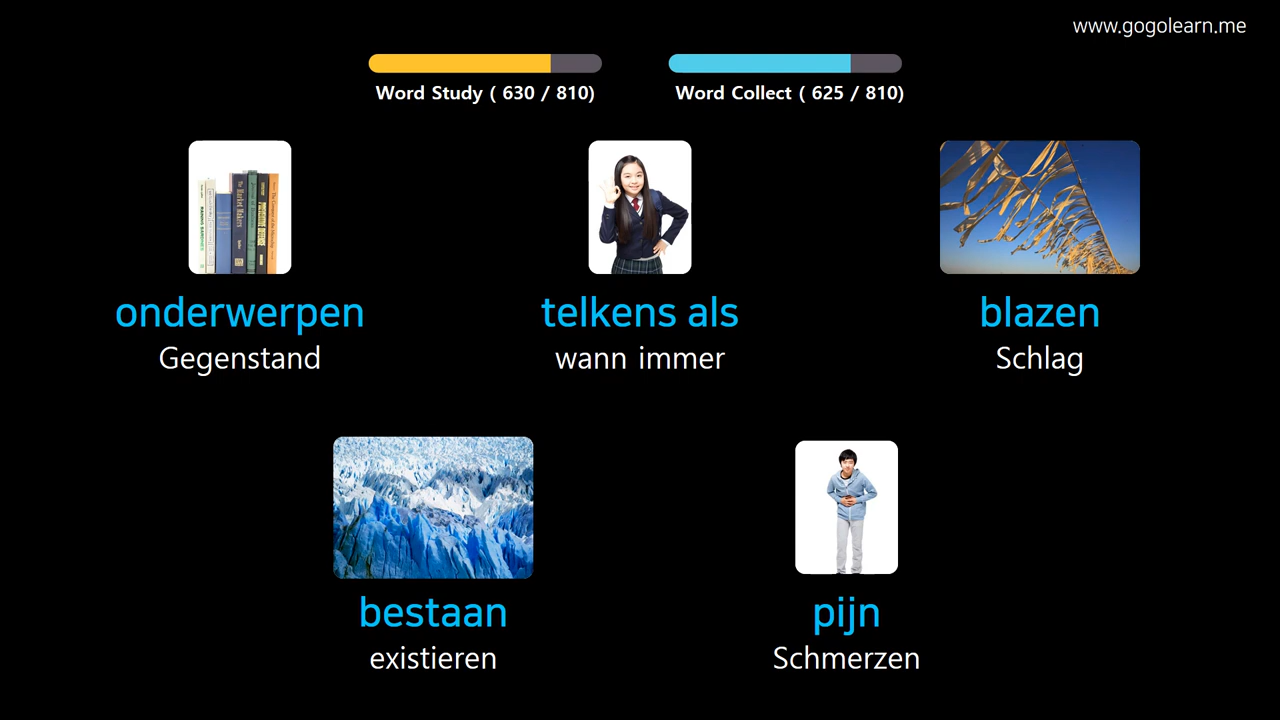 www.gogolearn.me
Word Study ( 630 / 810)
Word Collect ( 625 / 810)
onderwerpen
Gegenstand
telkens als
wann immer
blazen
Schlag
bestaan
existieren
pijn
Schmerzen